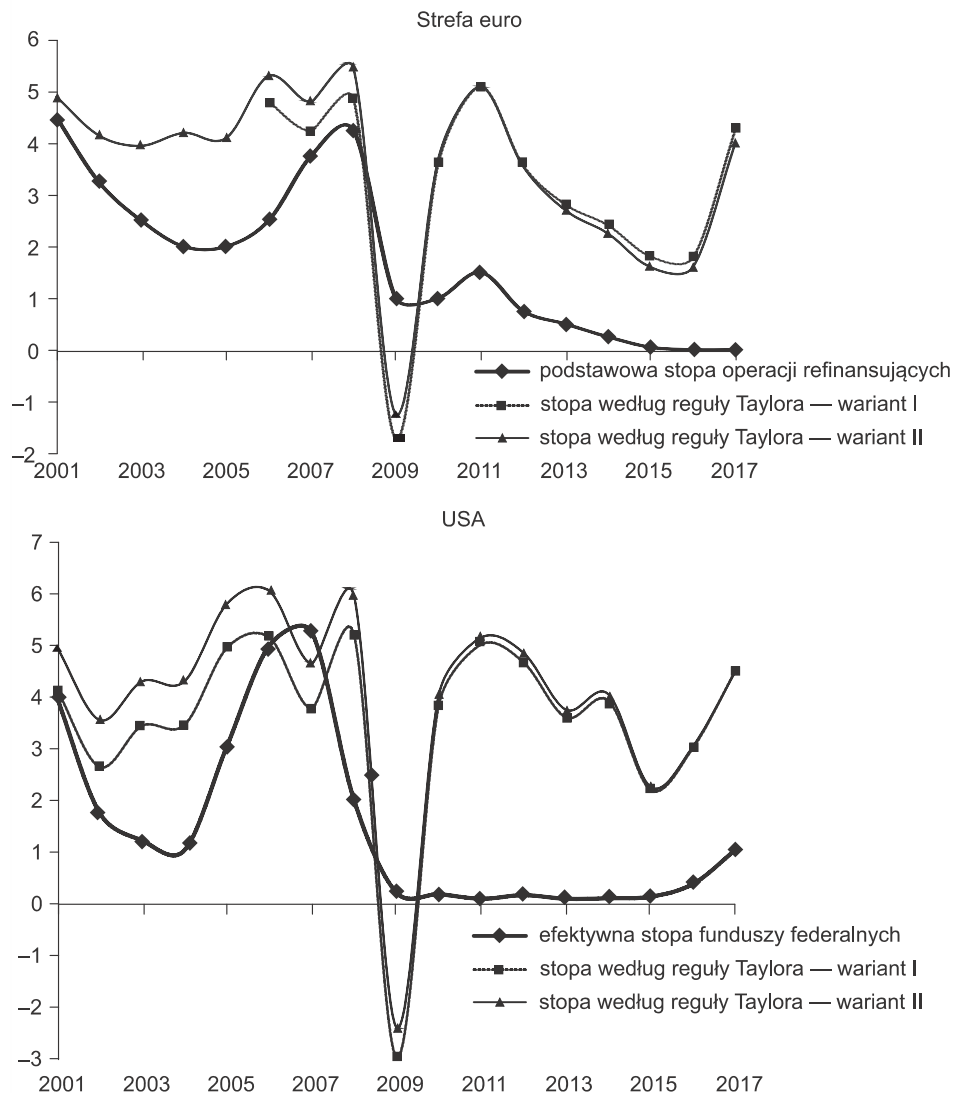 Strefa euro
6
5
4
3
2
1
0
–1
–2
podstawowa stopa operacji refinansujących
stopa według reguły Taylora — wariant I
stopa według reguły Taylora — wariant II
2001 2003 2005 2007 2009 2011 2013 2015 2017
USA
7
6
5
4
3
2
1
0
–1
–2
–3
efektywna stopa funduszy federalnych
stopa według reguły Taylora — wariant I
stopa według reguły Taylora — wariant II
2001 2003 2005 2007 2009 2011 2013 2015 2017